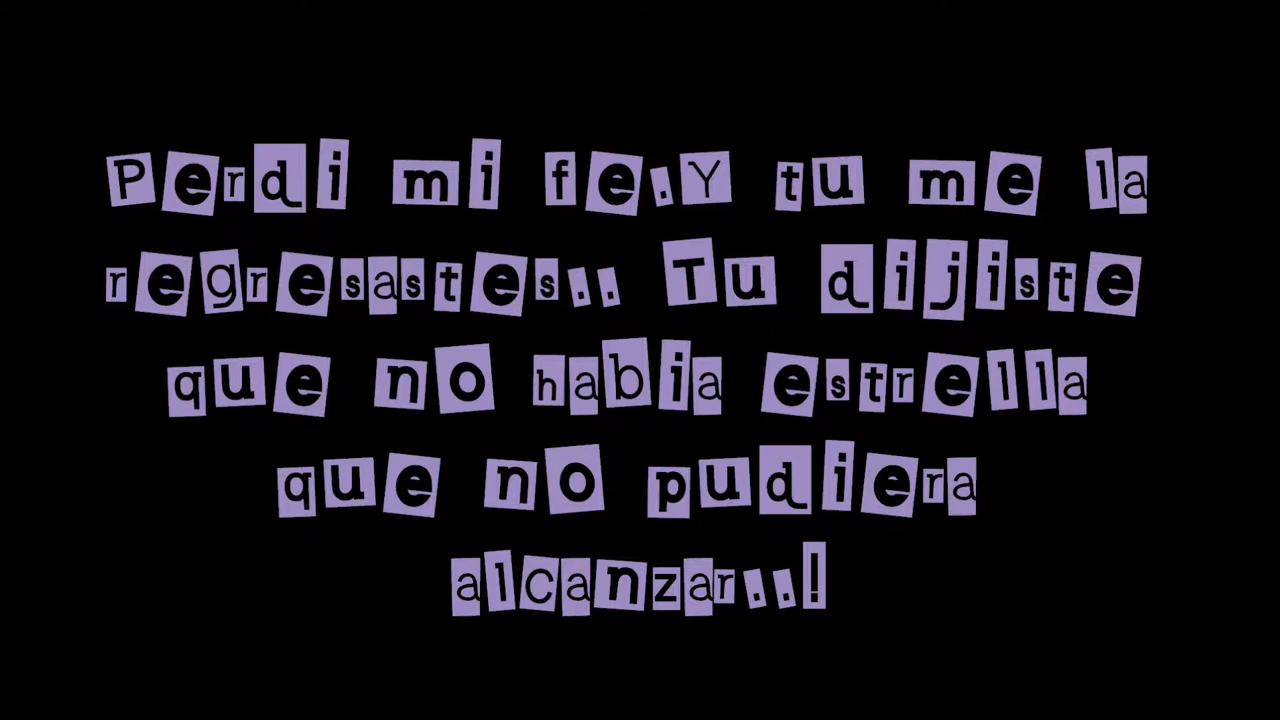 Perdi mi fe.Y tu me la
regresastes.. Tu dijiste
que no habia estrella
que no pudiera
alcanzar..!